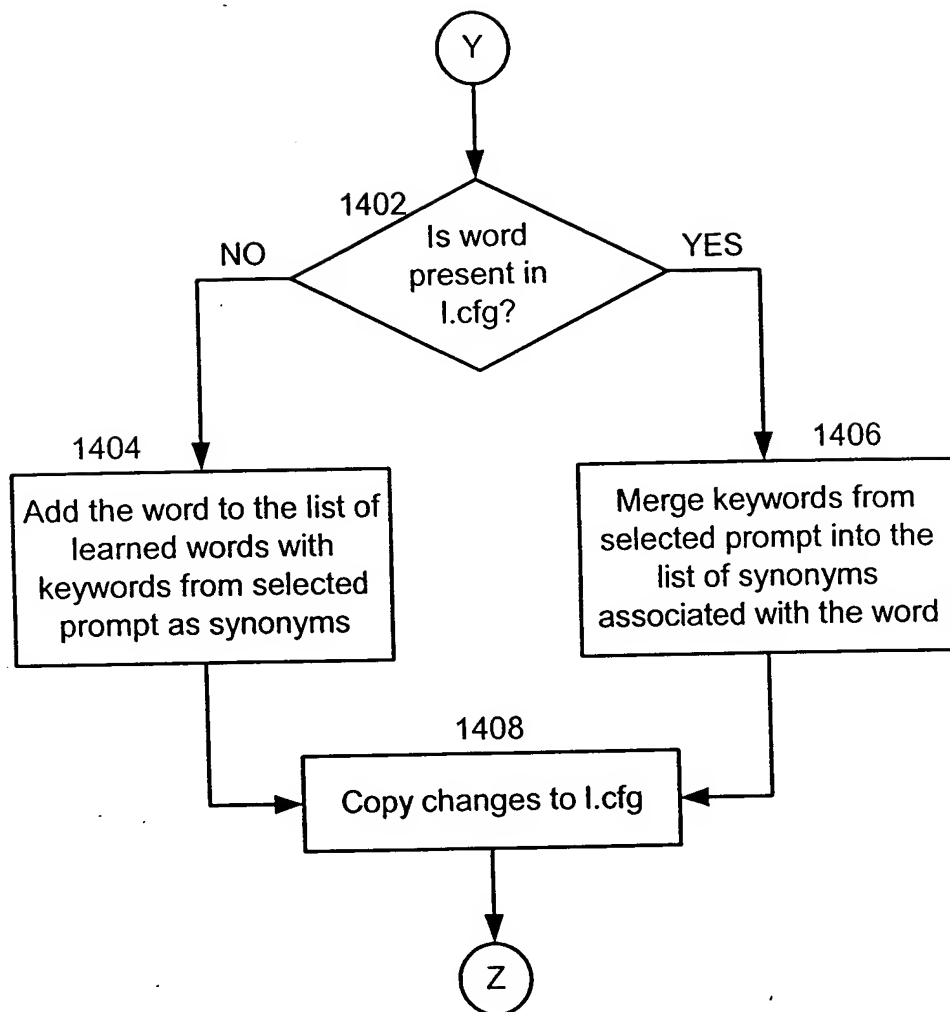 Y
1402
Is word
present in
l.cfg?
NO
YES
1404
Add the word to the list of
learned words with
keywords from selected
prompt as synonyms
1406
Merge keywords from
selected prompt into the
list of synonyms
associated with the word
1408
Copy changes to l.cfg
Z